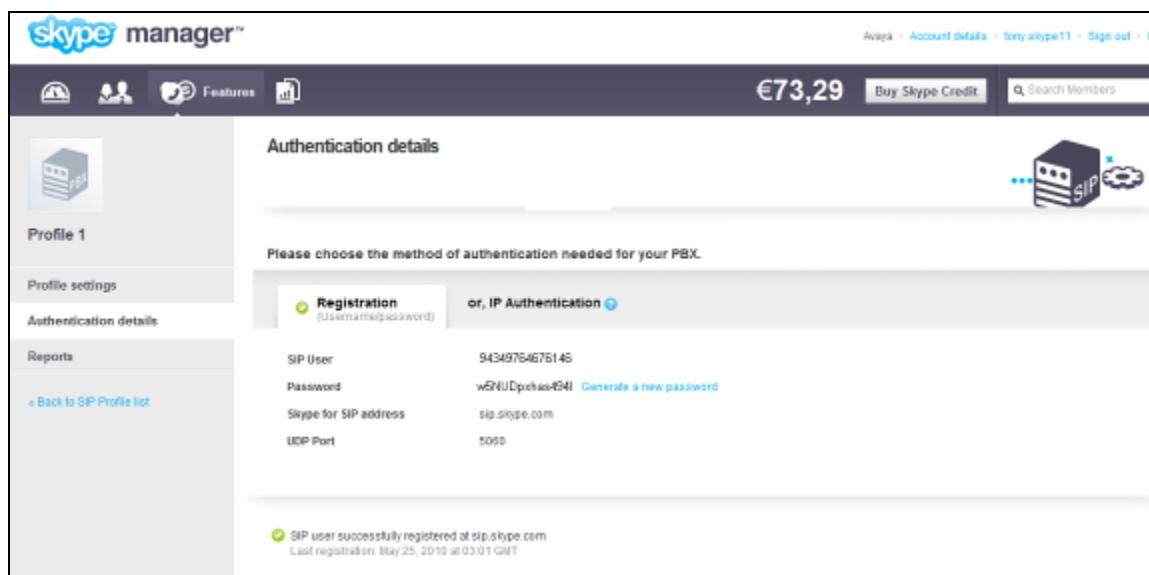 skype manager™
Avaya · Account details · tony.skype11 · Sign out ·
Features
€73,29
Buy Skype Credit
Search Members
Authentication details
PBX
SIP
Profile 1
Please choose the method of authentication needed for your PBX.
Profile settings
Registration
or, IP Authentication ?
(Username/password)
Authentication details
Reports
SIP User 94349764676146
Password Generate a new password
« Back to SIP Profile list
Skype for SIP address sip.skype.com
UDP Port 5060
SIP user successfully registered at sip.skype.com
Last registration: May 25, 2010 at 03:01 GMT